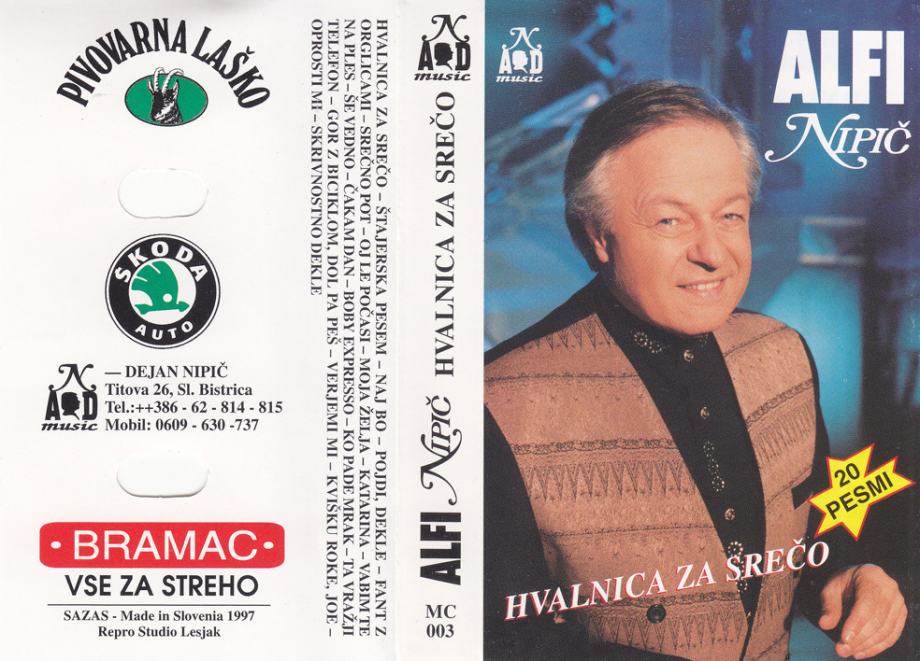 PIVOVARNA LAŠKO
ŠKODA
AUTO
NAD
music
— DEJAN NIPIČ
Titova 26, Sl. Bistrica
Tel.:++386 - 62 - 814 - 815
Mobil: 0609 - 630 -737
· BRAMAC ·
VSE ZA STREHO
SAZAS - Made in Slovenia 1997
Repro Studio Lesjak
HVALNICA ZA SREČO – ŠTAJERSKA PESEM – NAJ BO – POJDI, DEKLE – FANT Z
ORGLICAMI – SREČNO POT – OJ LE POČASI – MOJA ŽELJA – KATARINA – VABIM TE
NA PLES – ŠE VEDNO – ČAKAM DAN – BOBY EXPRESSO – KO PADE MRAK – TA VRAŽJI
TELEFON – GOR Z BICIKLOM, DOL PA PEŠ – VERJEMI MI – KVIŠKU ROKE, JOE –
OPROSTI MI – SKRIVNOSTNO DEKLE
NAD
music
HVALNICA ZA SREČO
ALFI NIPIČ
MC
003
NAD
music
ALFI
NIPIČ
20
PESMI
HVALNICA ZA SREČO